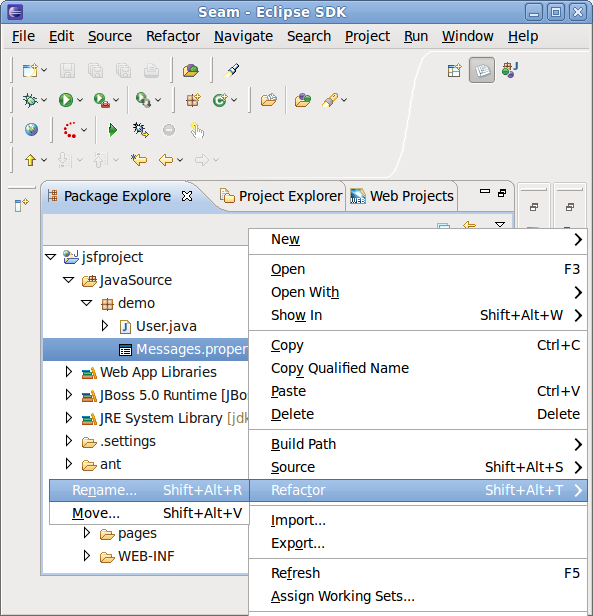 Seam - Eclipse SDK
File Edit Source Refactor Navigate Search Project Run Window Help
Package Explore Project Explorer Web Projects
jsfproject
JavaSource
demo
User.java
Messages.proper
Web App Libraries
JBoss 5.0 Runtime [JBo
JRE System Library [jdk
.settings
ant
Rename... Shift+Alt+R
Move... Shift+Alt+V
pages
WEB-INF
New
Open F3
Open With
Show In Shift+Alt+W
Copy Ctrl+C
Copy Qualified Name
Paste Ctrl+V
Delete Delete
Build Path
Source Shift+Alt+S
Refactor Shift+Alt+T
Import...
Export...
Refresh F5
Assign Working Sets...